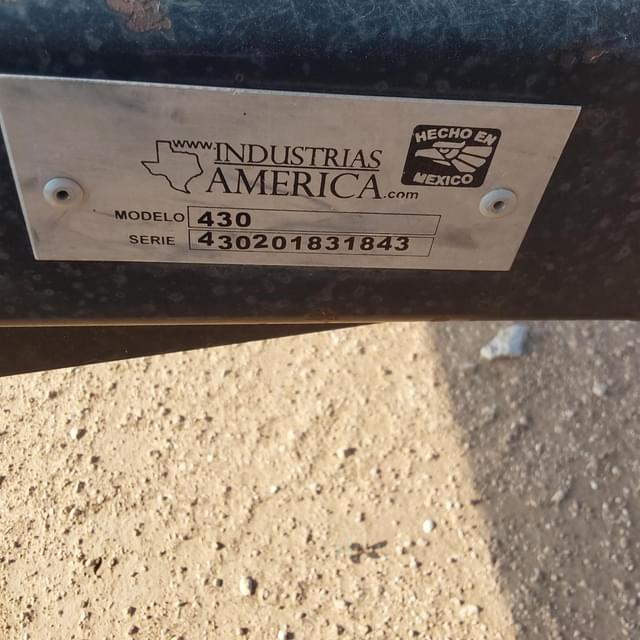 www.INDUSTRIAS
AMERICA.com
HECHO EN
MEXICO
MODELO 430
SERIE 430201831843